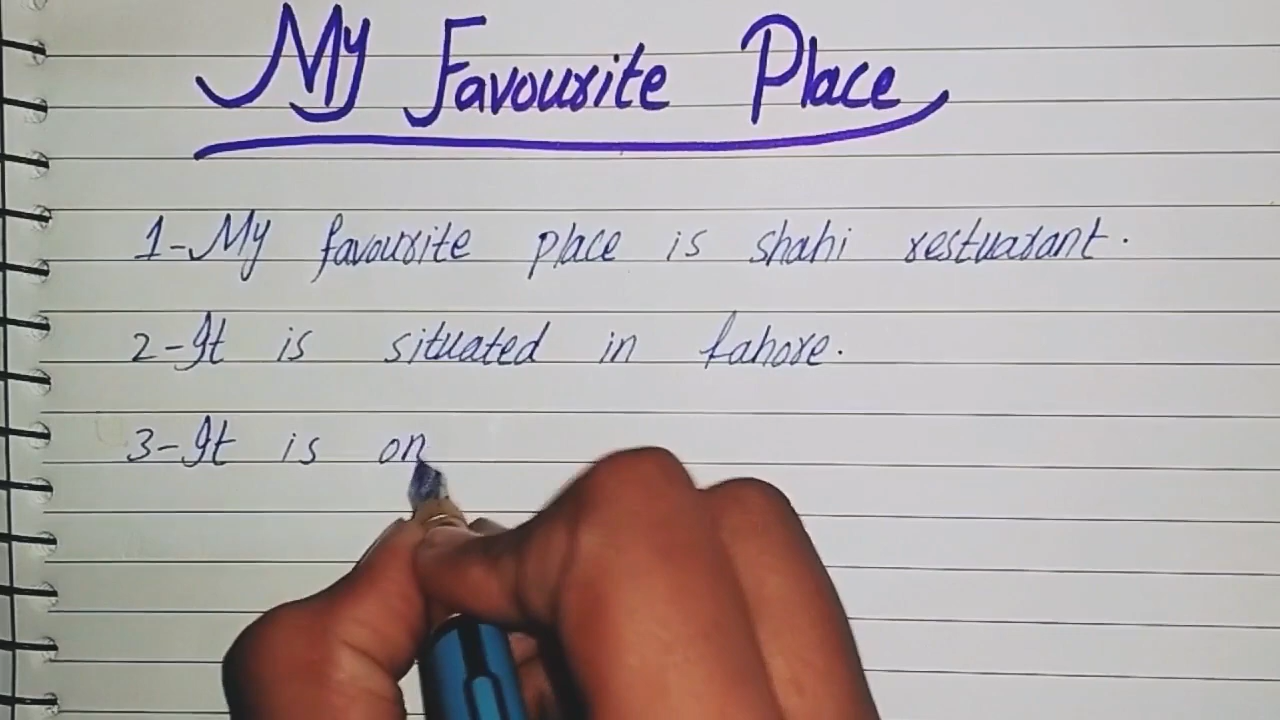 My Favourite Place
1-My favourite place is shahi restuarant.
2-It is situated in Lahore.
3-It is on